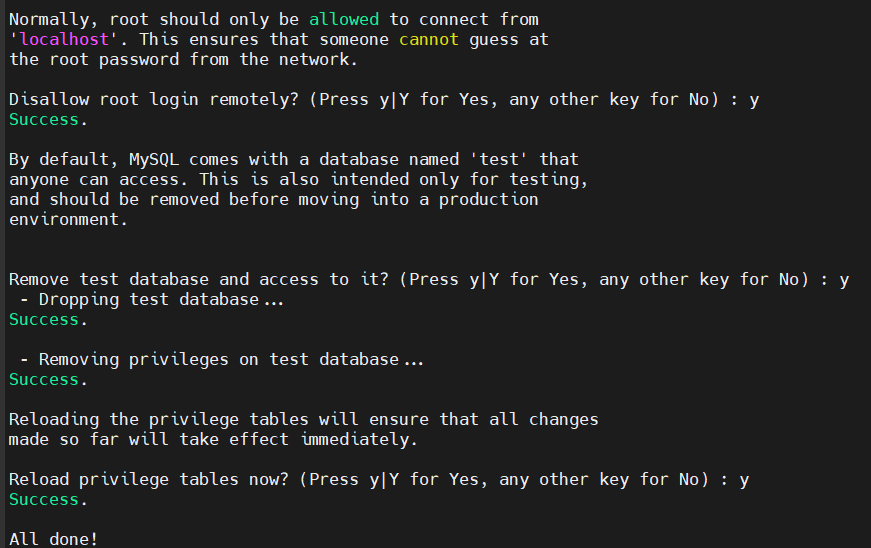 Normally, root should only be allowed to connect from
'localhost'. This ensures that someone cannot guess at
the root password from the network.
Disallow root login remotely? (Press y|Y for Yes, any other key for No) : y
Success.
By default, MySQL comes with a database named 'test' that
anyone can access. This is also intended only for testing,
and should be removed before moving into a production
environment.
Remove test database and access to it? (Press y|Y for Yes, any other key for No) : y
- Dropping test database...
Success.
- Removing privileges on test database...
Success.
Reloading the privilege tables will ensure that all changes
made so far will take effect immediately.
Reload privilege tables now? (Press y|Y for Yes, any other key for No) : y
Success.
All done!